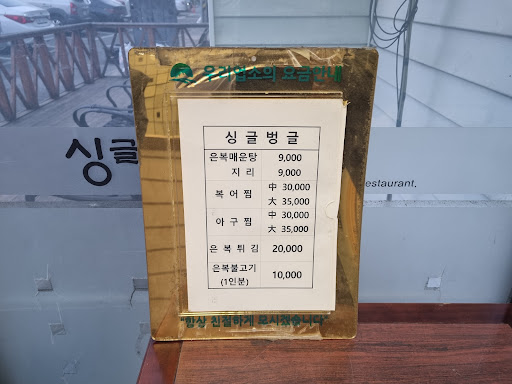 우리업소의 요금안내
싱글벙글
은복매운탕 9,000
지리 9,000
복어찜 中 30,000
大 35,000
아구찜 中 30,000
大 35,000
은복튀김 20,000
은복불고기 10,000
(1인분)
"항상 친절하게 모시겠습니다"
싱글
estaurant.